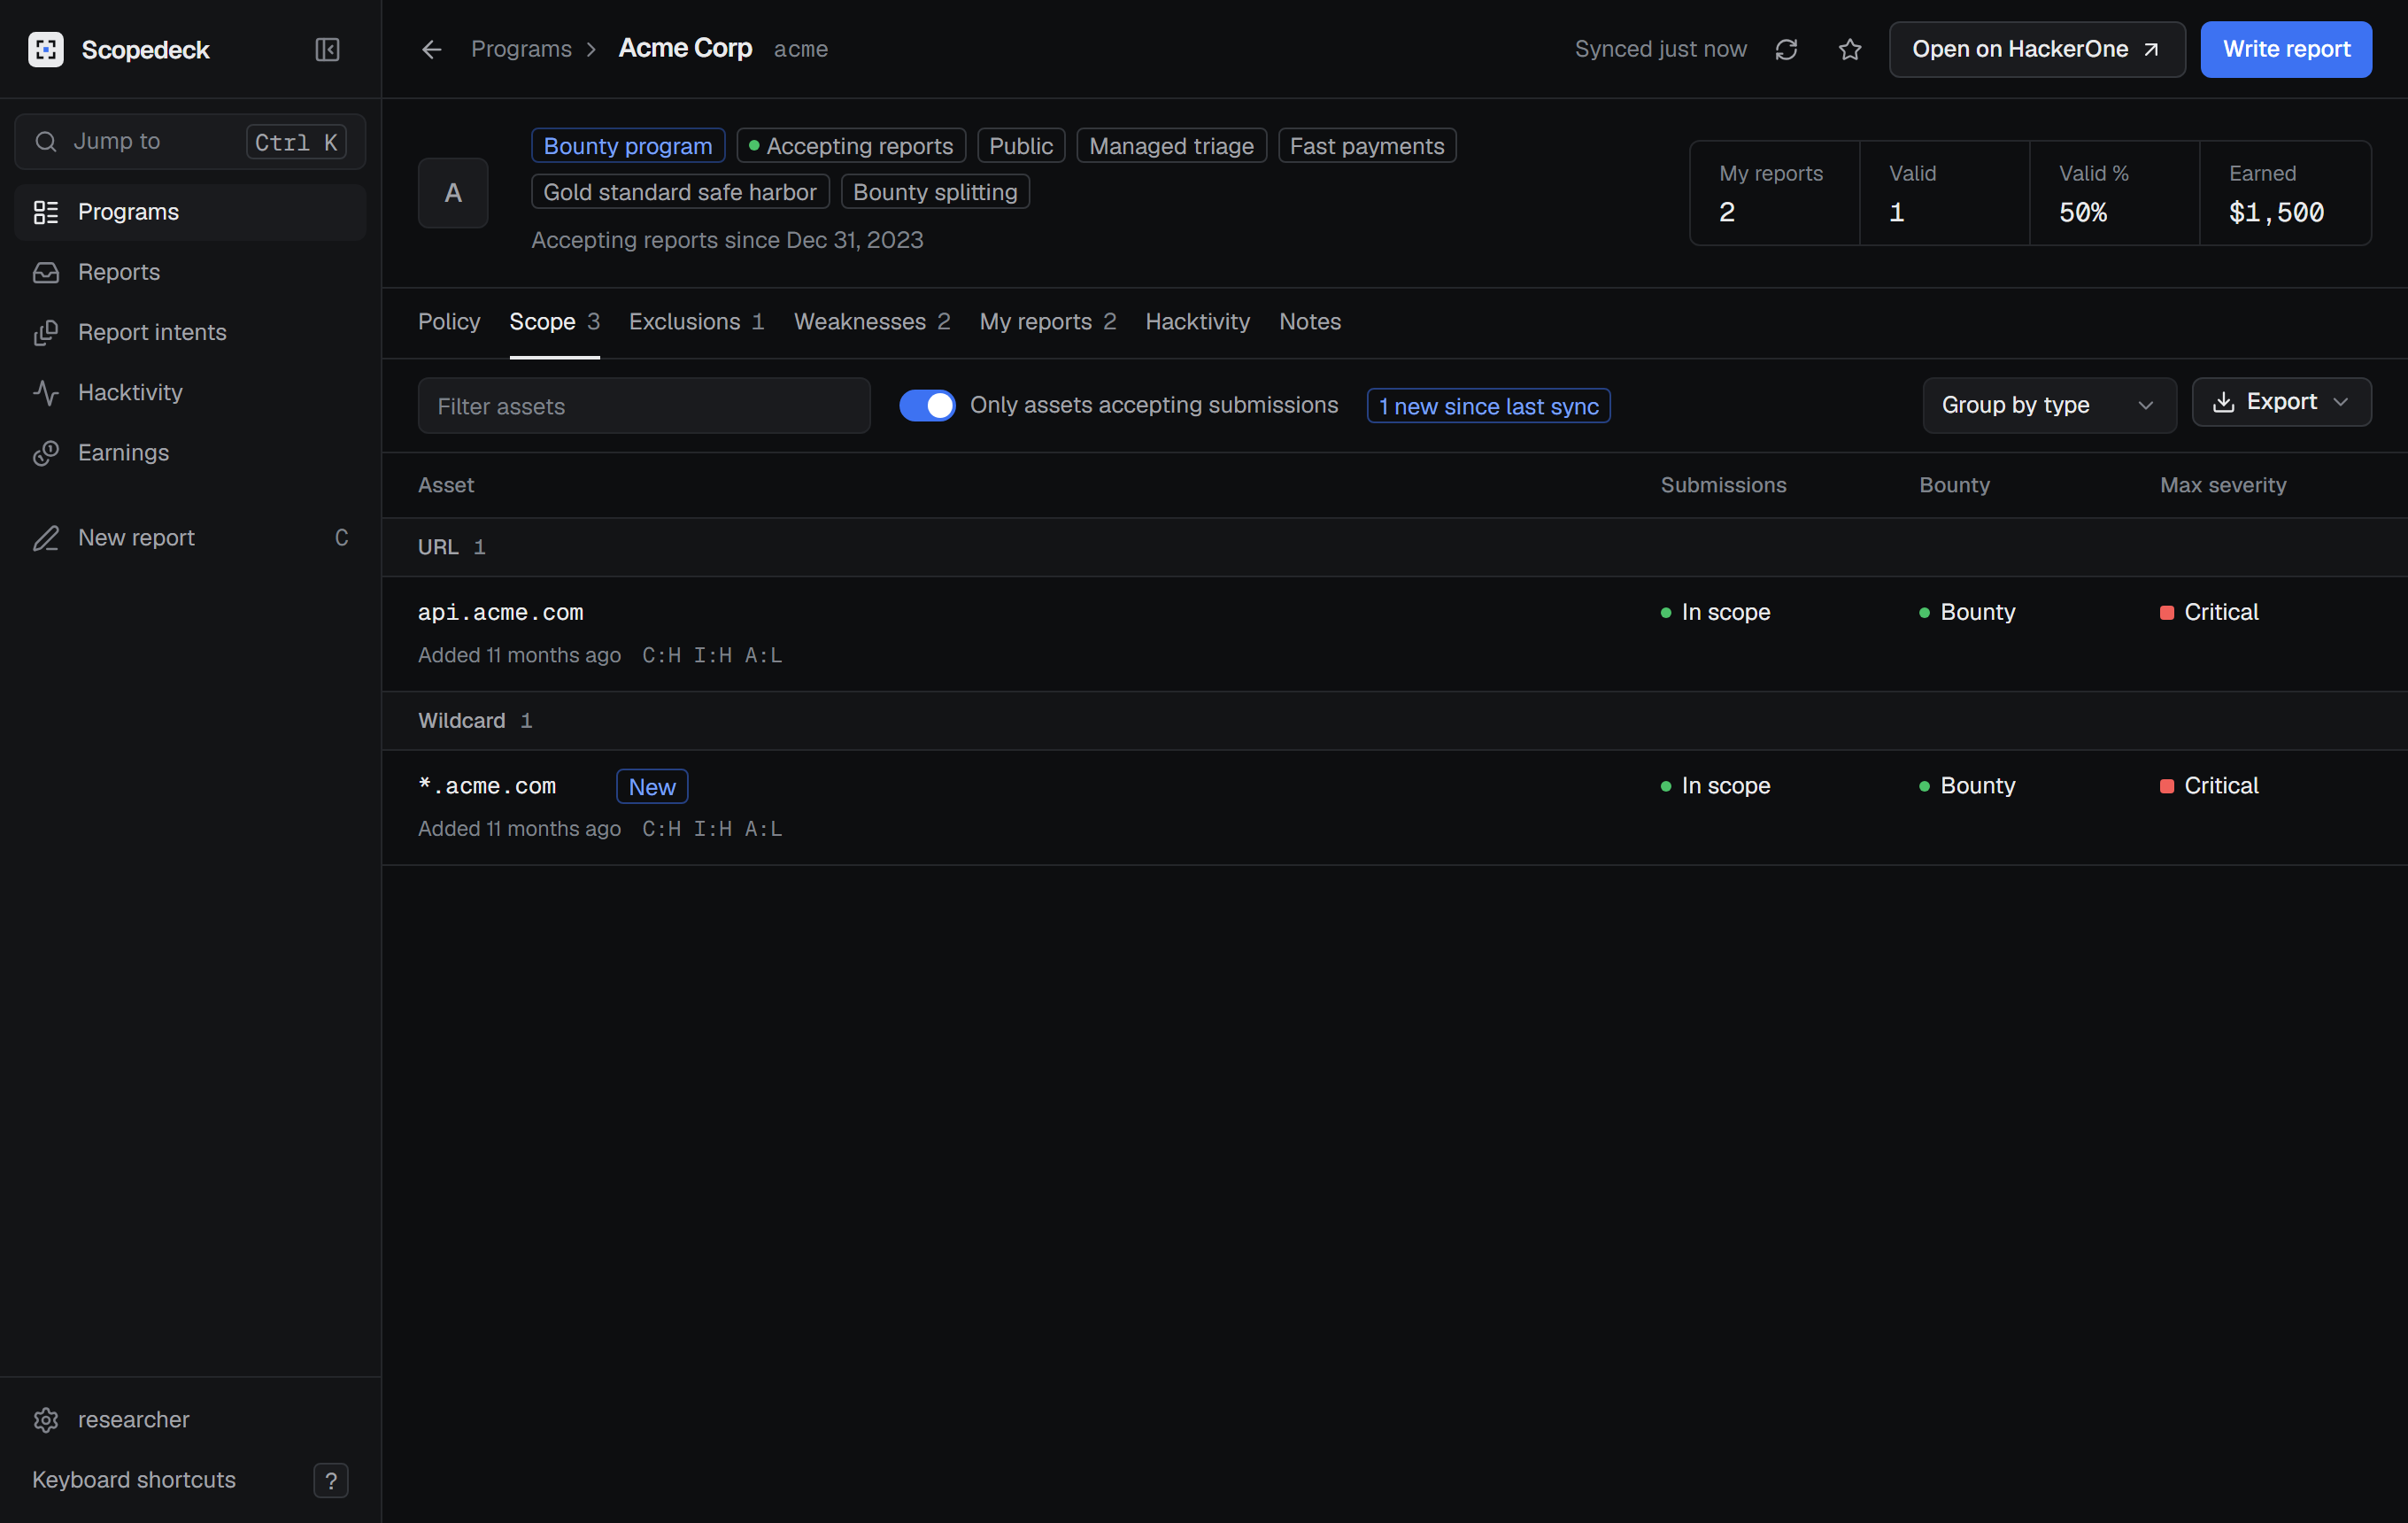 Scopedeck
Jump to Ctrl K
Programs
Reports
Report intents
Hacktivity
Earnings
New report C
researcher
Keyboard shortcuts ?
Programs > Acme Corp acme
Synced just now
Open on HackerOne
Write report
A
Bounty program Accepting reports Public Managed triage Fast payments
Gold standard safe harbor Bounty splitting
Accepting reports since Dec 31, 2023
My reports Valid Valid % Earned
2 1 50% $1,500
Policy Scope 3 Exclusions 1 Weaknesses 2 My reports 2 Hacktivity Notes
Filter assets Only assets accepting submissions 1 new since last sync Group by type Export
Asset Submissions Bounty Max severity
URL 1
api.acme.com In scope Bounty Critical
Added 11 months ago C:H I:H A:L
Wildcard 1
*.acme.com New In scope Bounty Critical
Added 11 months ago C:H I:H A:L